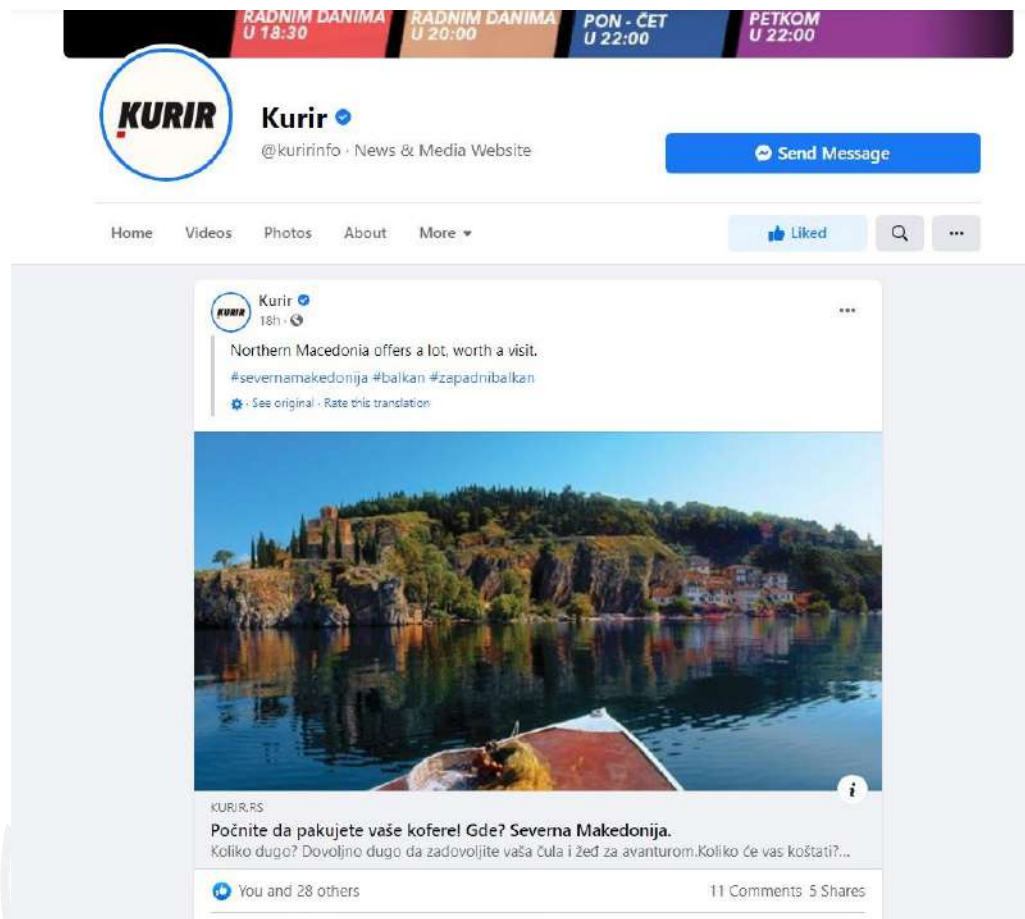 RADNIM DANIMA
U 18:30
RADNIM DANIMA
U 20:00
PON - ČET
U 22:00
PETKOM
U 22:00
KURIR
Kurir
@kuririnfo · News & Media Website
Send Message
Home Videos Photos About More
Liked
KURIR
Kurir
18h ·
Northern Macedonia offers a lot, worth a visit.
#severnamakedonija #balkan #zapadnibalkan
· See original · Rate this translation
KURIR.RS
Počnite da pakujete vaše kofere! Gde? Severna Makedonija.
Koliko dugo? Dovoljno dugo da zadovoljite vaša čula i žeđ za avanturom.Koliko će vas koštati?...
You and 28 others
11 Comments 5 Shares